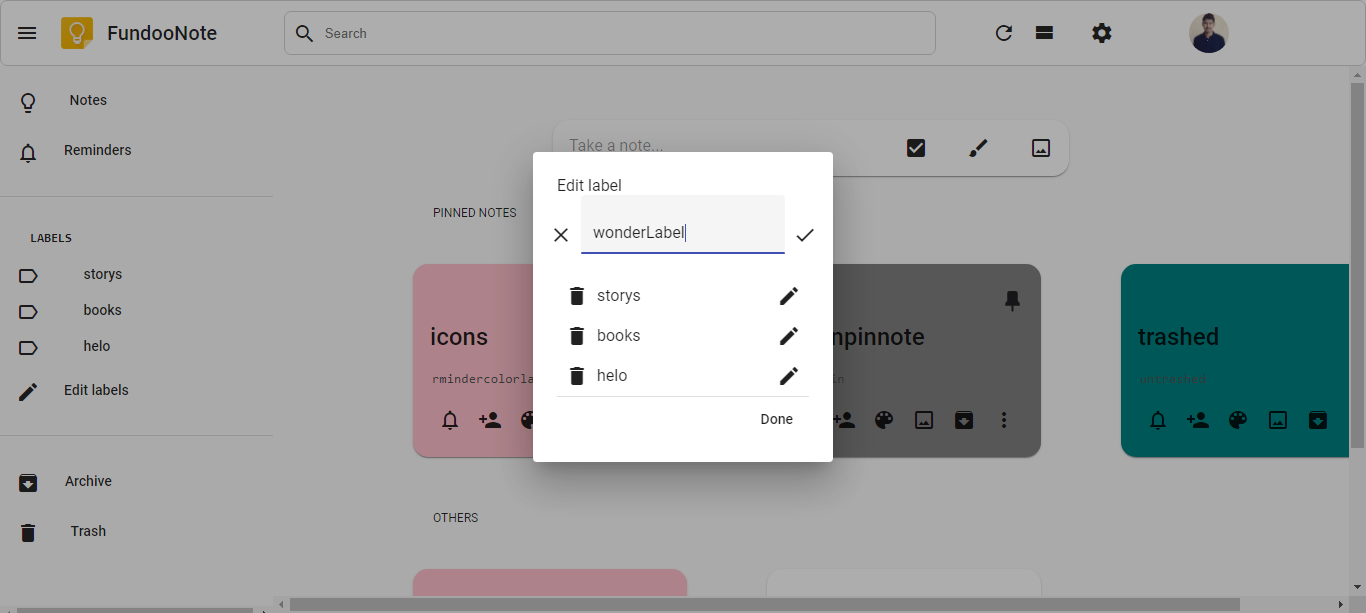 FundooNote
Search
Notes
Reminders
LABELS
storys
books
helo
Edit labels
Archive
Trash
Take a note...
PINNED NOTES
icons
rmindercolorla
npinnote
in
trashed
untrashed
OTHERS
Edit label
wonderLabel
storys
books
helo
Done